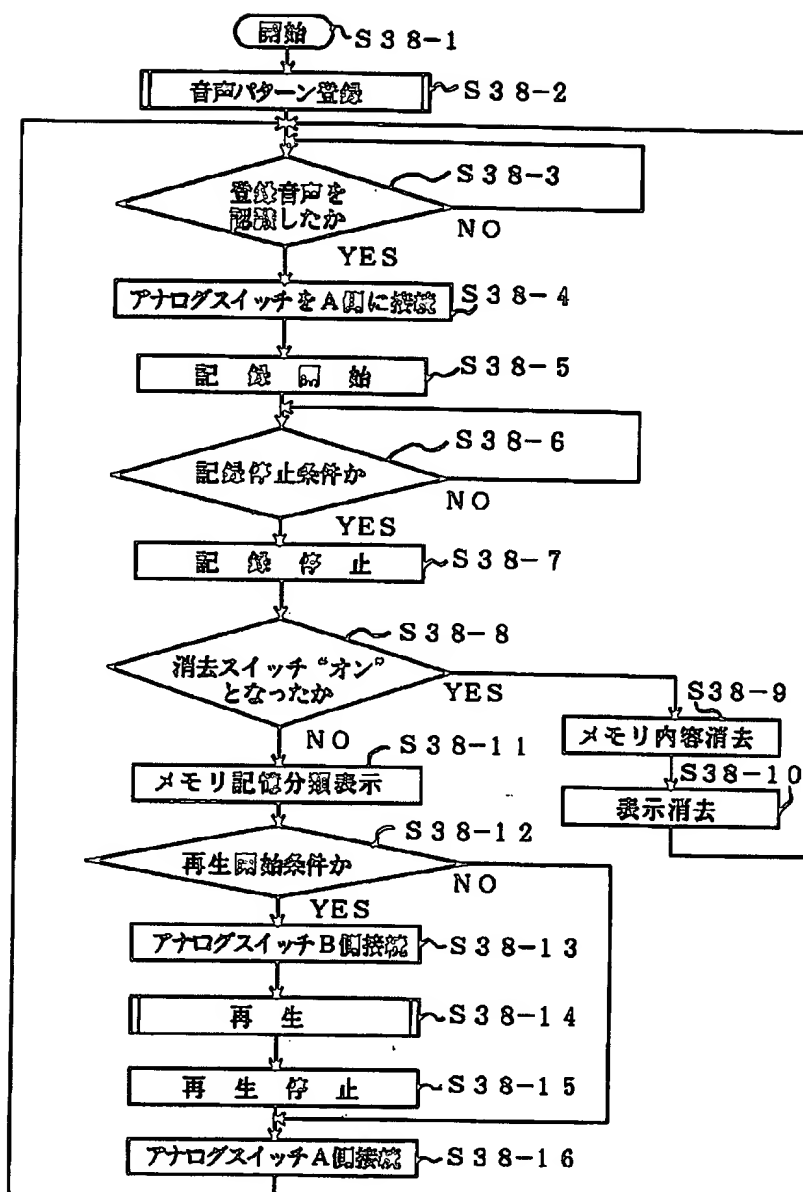 開始 S38-1
音声パターン登録 S38-2
登録音声を
認識したか
S38-3
NO
YES
アナログスイッチをA側に接続 S38-4
記録開始 S38-5
記録停止条件か
S38-6
NO
YES
記録停止 S38-7
消去スイッチ“オン”
となったか
S38-8
YES
NO
S38-9
メモリ内容消去
S38-10
表示消去
S38-11
メモリ記憶分類表示
S38-12
再生開始条件か
NO
YES
アナログスイッチB側接続 S38-13
再生 S38-14
再生停止 S38-15
アナログスイッチA側接続 S38-16